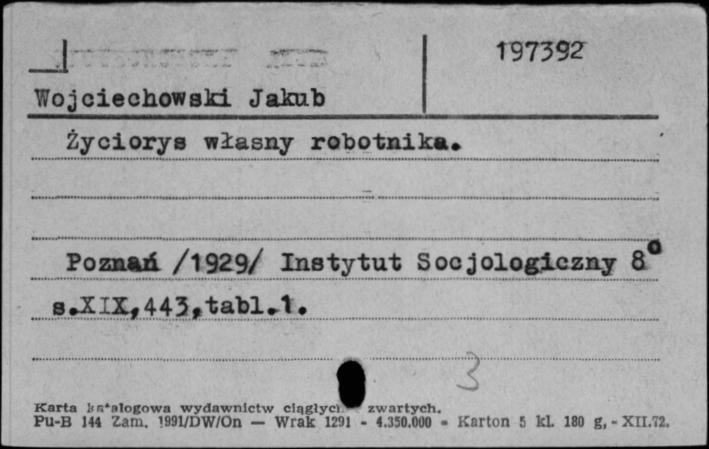 197392
Wojciechowski Jakub
Życiorys własny robotnika.
Poznań /1929/ Instytut Socjologiczny 8°
s.XIX,443,tabl.1.
3
Karta katalogowa wydawnictw ciągłych zwartych.
Pu-B 144 Zam. 1991/DW/On — Wrak 1291 - 4.350.000 - Karton 5 kl. 180 g, - XII.72.